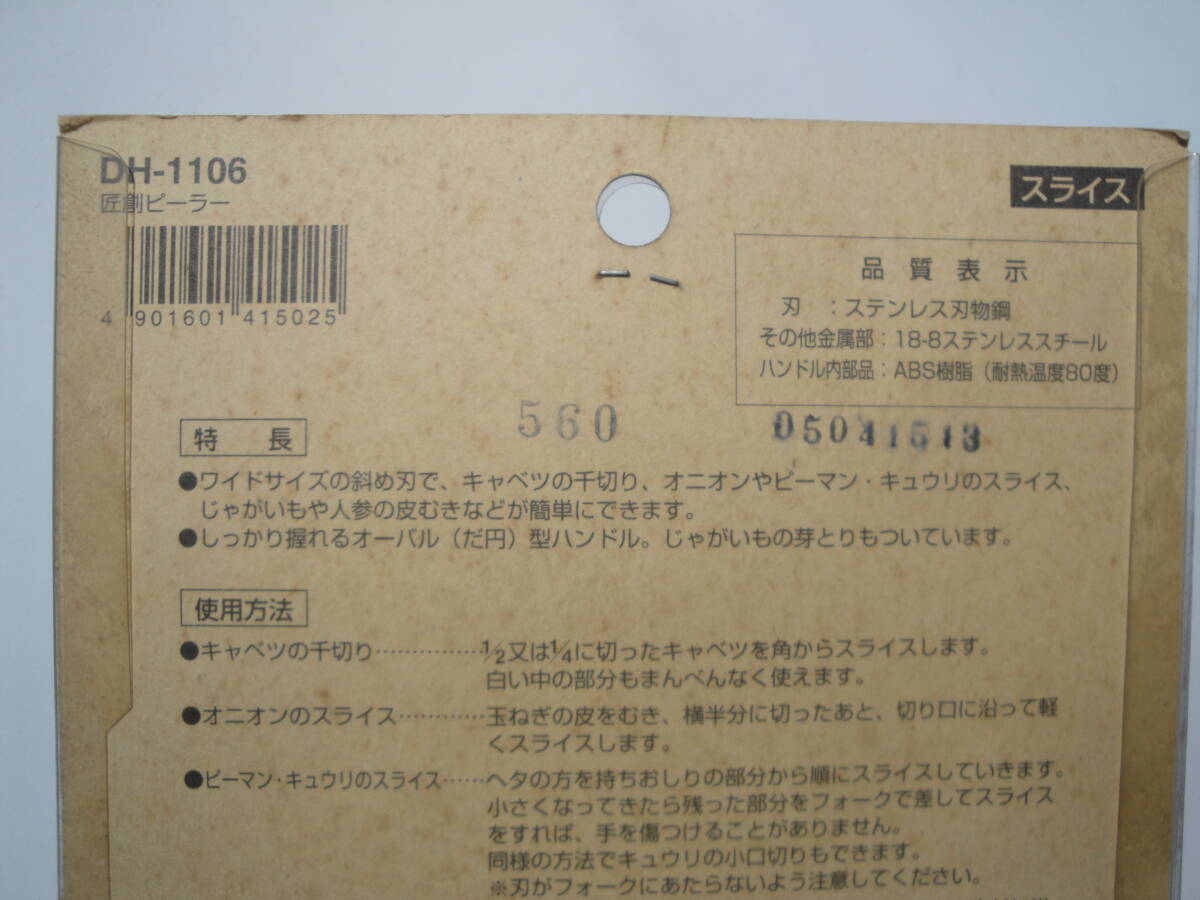 DH-1106
匠創ピーラー
4 901601 415025
スライス
品質表示
刃：ステンレス刃物鋼
その他金属部：18-8ステンレススチール
ハンドル内部品：ABS樹脂（耐熱温度80度）
560
05041513
特長
●ワイドサイズの斜め刃で、キャベツの千切り、オニオンやピーマン・キュウリのスライス、
じゃがいもや人参の皮むきなどが簡単にできます。
●しっかり握れるオーバル（だ円）型ハンドル。じゃがいもの芽とりもついています。
使用方法
●キャベツの千切り……………½又は¼に切ったキャベツを角からスライスします。
白い中の部分もまんべんなく使えます。
●オニオンのスライス…………玉ねぎの皮をむき、横半分に切ったあと、切り口に沿って軽
くスライスします。
●ピーマン・キュウリのスライス……ヘタの方を持ちおしりの部分から順にスライスしていきます。
小さくなってきたら残った部分をフォークで差してスライス
をすれば、手を傷つけることがありません。
同様の方法でキュウリの小口切りもできます。
※刃がフォークにあたらないよう注意してください。